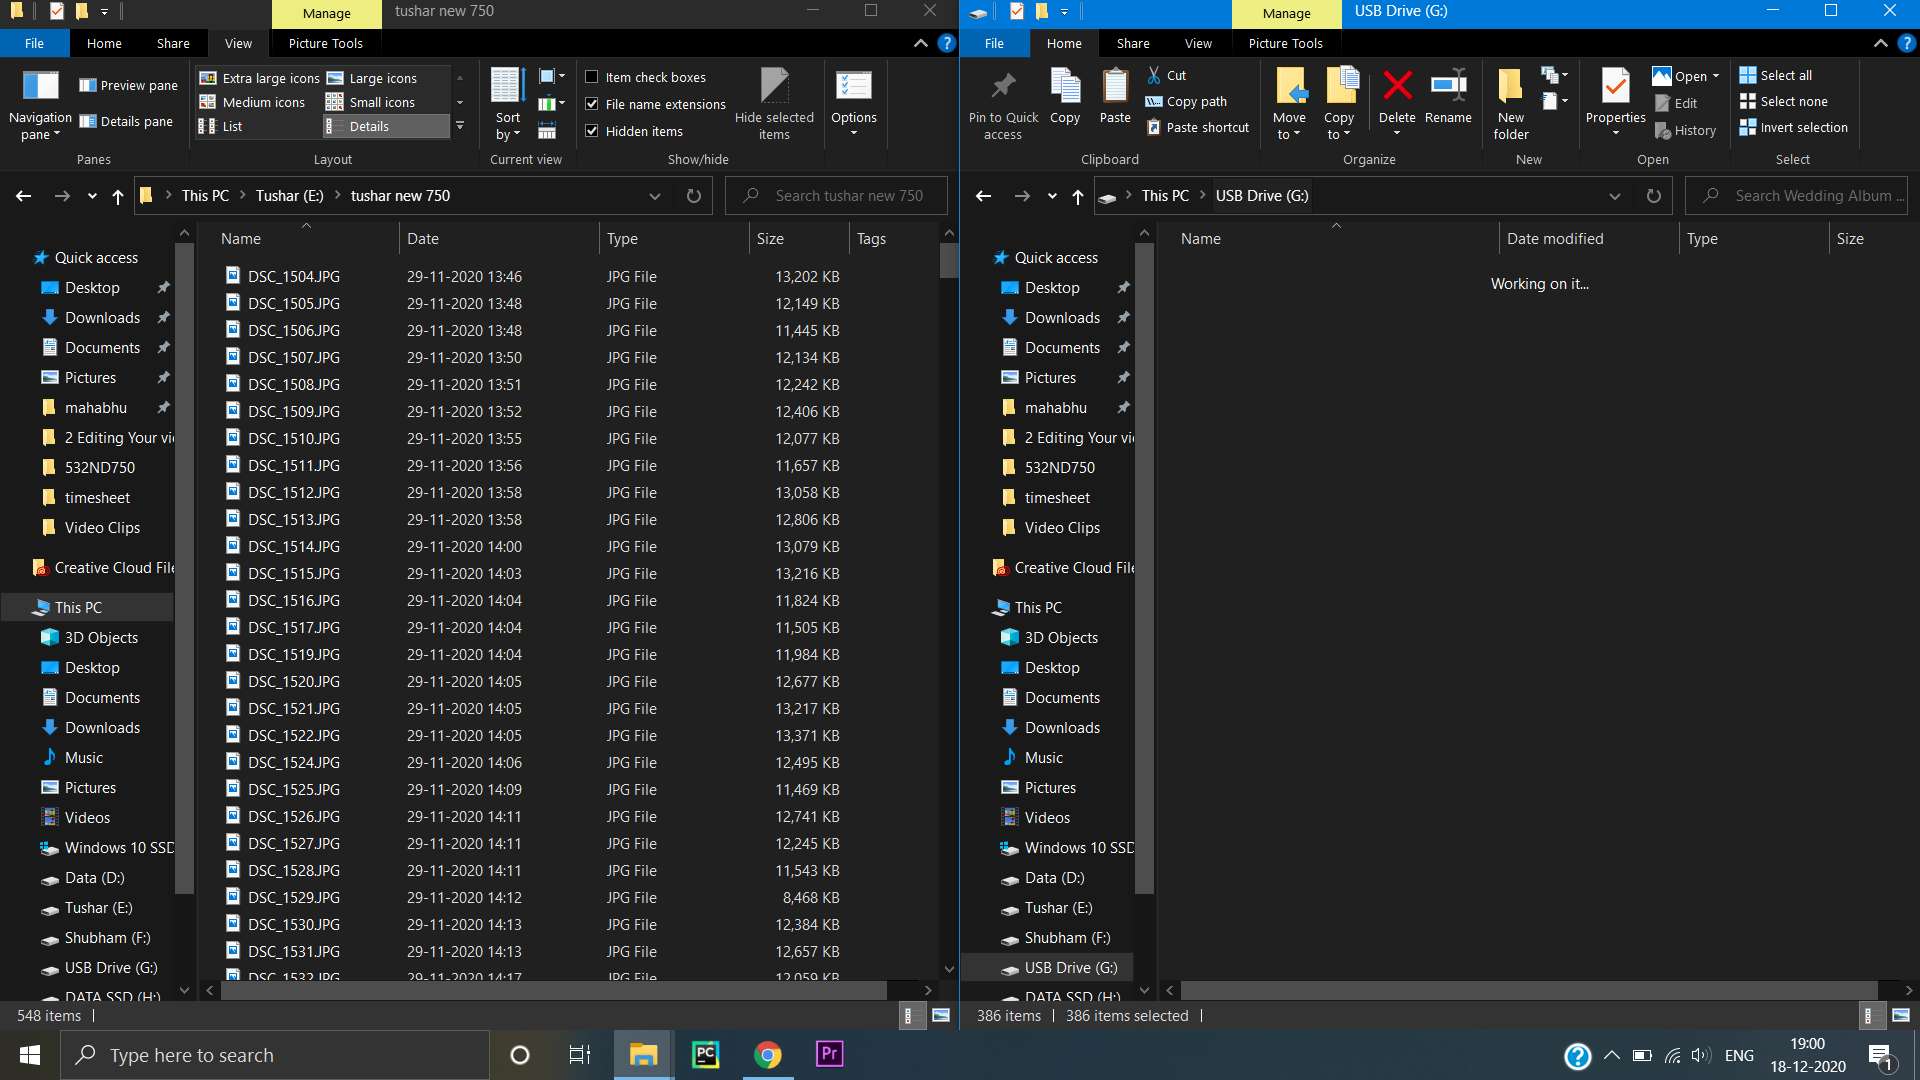 Manage
tushar new 750
File
Home
Share
View
Picture Tools
Navigation pane
Preview pane
Details pane
Panes
Extra large icons
Large icons
Medium icons
Small icons
List
Details
Layout
Sort by
Current view
Item check boxes
File name extensions
Hidden items
Hide selected items
Show/hide
Options
This PC
Tushar (E:)
tushar new 750
Search tushar new 750
Quick access
Desktop
Downloads
Documents
Pictures
mahabhu
2 Editing Your vi
532ND750
timesheet
Video Clips
Creative Cloud File
This PC
3D Objects
Desktop
Documents
Downloads
Music
Pictures
Videos
Windows 10 SSD
Data (D:)
Tushar (E:)
Shubham (F:)
USB Drive (G:)
DATA SSD (H:)
Name Date Type Size Tags
DSC_1504.JPG 29-11-2020 13:46 JPG File 13,202 KB
DSC_1505.JPG 29-11-2020 13:48 JPG File 12,149 KB
DSC_1506.JPG 29-11-2020 13:48 JPG File 11,445 KB
DSC_1507.JPG 29-11-2020 13:50 JPG File 12,134 KB
DSC_1508.JPG 29-11-2020 13:51 JPG File 12,242 KB
DSC_1509.JPG 29-11-2020 13:52 JPG File 12,406 KB
DSC_1510.JPG 29-11-2020 13:55 JPG File 12,077 KB
DSC_1511.JPG 29-11-2020 13:56 JPG File 11,657 KB
DSC_1512.JPG 29-11-2020 13:58 JPG File 13,058 KB
DSC_1513.JPG 29-11-2020 13:58 JPG File 12,806 KB
DSC_1514.JPG 29-11-2020 14:00 JPG File 13,079 KB
DSC_1515.JPG 29-11-2020 14:03 JPG File 13,216 KB
DSC_1516.JPG 29-11-2020 14:04 JPG File 11,824 KB
DSC_1517.JPG 29-11-2020 14:04 JPG File 11,505 KB
DSC_1519.JPG 29-11-2020 14:04 JPG File 11,984 KB
DSC_1520.JPG 29-11-2020 14:05 JPG File 12,677 KB
DSC_1521.JPG 29-11-2020 14:05 JPG File 13,217 KB
DSC_1522.JPG 29-11-2020 14:05 JPG File 13,371 KB
DSC_1524.JPG 29-11-2020 14:06 JPG File 12,495 KB
DSC_1525.JPG 29-11-2020 14:09 JPG File 11,469 KB
DSC_1526.JPG 29-11-2020 14:11 JPG File 12,741 KB
DSC_1527.JPG 29-11-2020 14:11 JPG File 12,245 KB
DSC_1528.JPG 29-11-2020 14:11 JPG File 11,543 KB
DSC_1529.JPG 29-11-2020 14:12 JPG File 8,468 KB
DSC_1530.JPG 29-11-2020 14:13 JPG File 12,384 KB
DSC_1531.JPG 29-11-2020 14:13 JPG File 12,657 KB
DSC_1532.JPG 29-11-2020 14:17 JPG File 12,059 KB
548 items
Manage
USB Drive (G:)
File
Home
Share
View
Picture Tools
Pin to Quick access
Copy
Paste
Cut
Copy path
Paste shortcut
Clipboard
Move to
Copy to
Delete
Rename
Organize
New folder
New
Properties
Open
Edit
History
Open
Select all
Select none
Invert selection
Select
This PC
USB Drive (G:)
Search Wedding Album ...
Quick access
Desktop
Downloads
Documents
Pictures
mahabhu
2 Editing Your vi
532ND750
timesheet
Video Clips
Creative Cloud File
This PC
3D Objects
Desktop
Documents
Downloads
Music
Pictures
Videos
Windows 10 SSD
Data (D:)
Tushar (E:)
Shubham (F:)
USB Drive (G:)
DATA SSD (H:)
Name Date modified Type Size
Working on it...
386 items
386 items selected
Type here to search
PC
Pr
ENG
19:00
18-12-2020
1